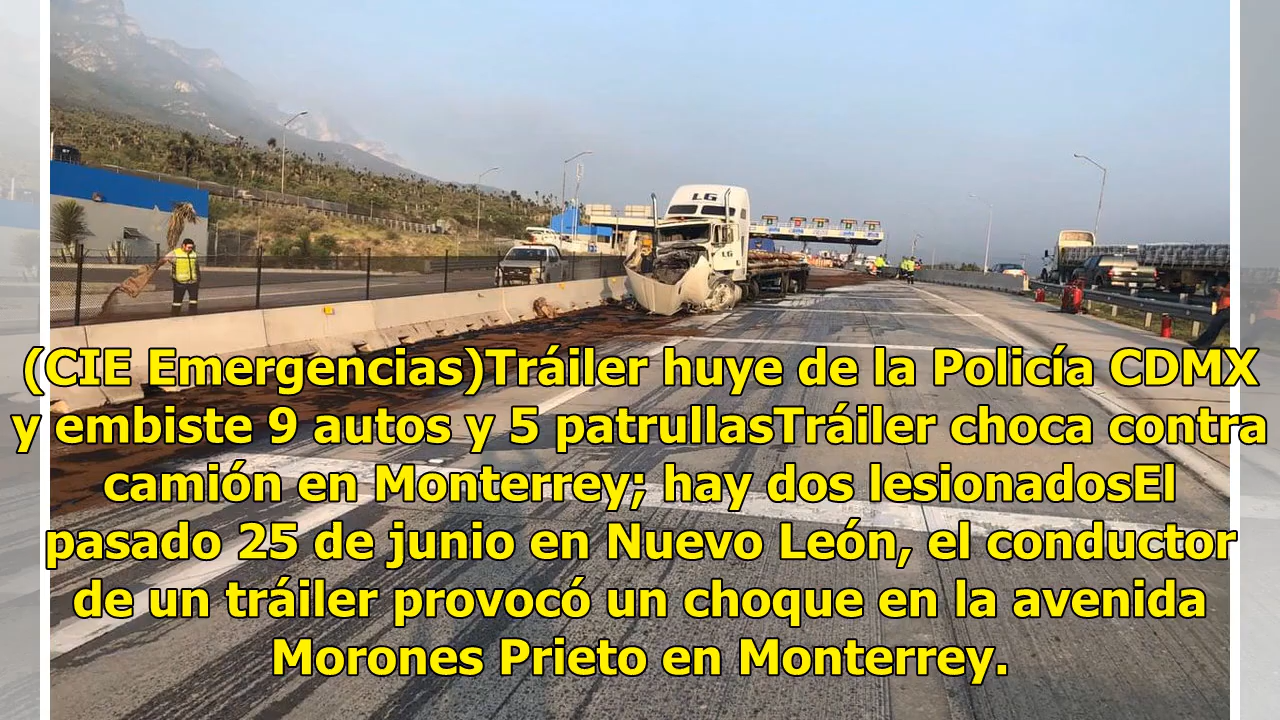 LG
LG
(CIE Emergencias)Tráiler huye de la Policía CDMX
y embiste 9 autos y 5 patrullasTráiler choca contra
camión en Monterrey; hay dos lesionadosEl
pasado 25 de junio en Nuevo León, el conductor
de un tráiler provocó un choque en la avenida
Morones Prieto en Monterrey.